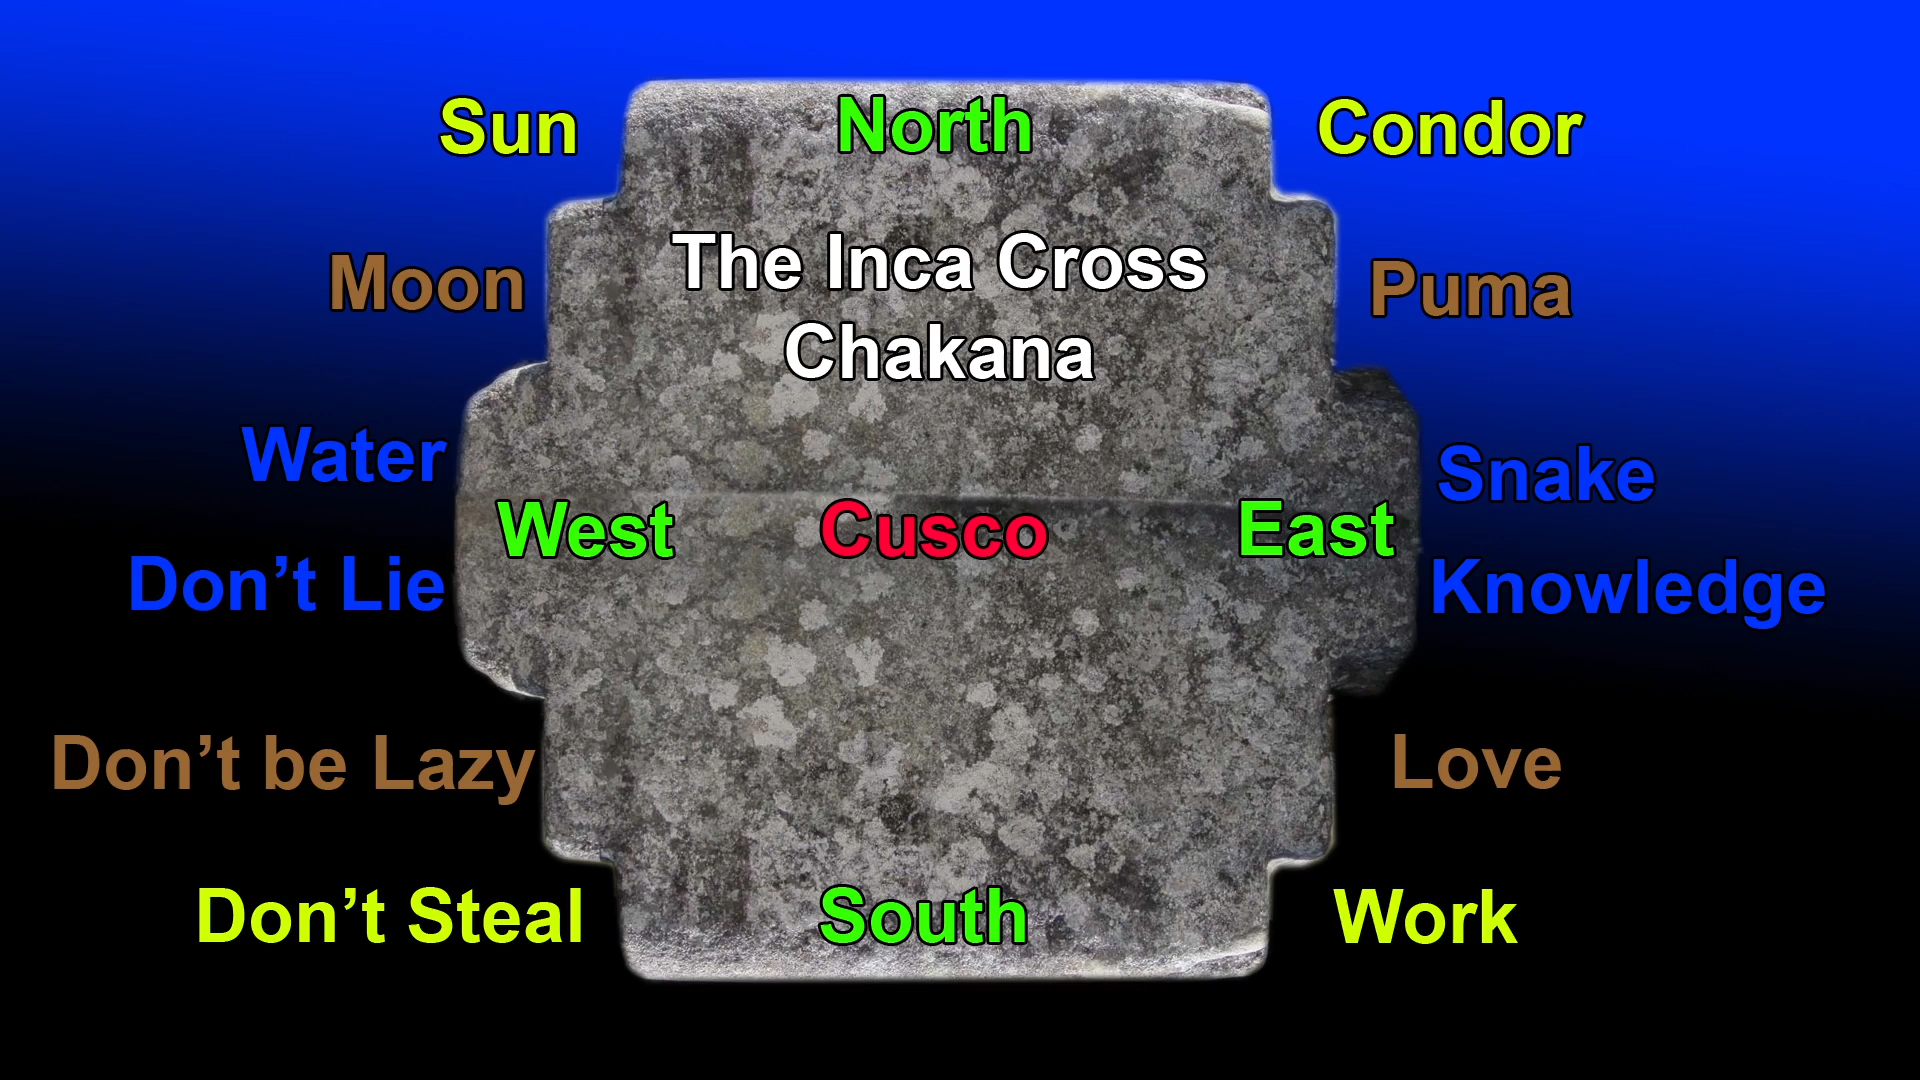 Sun North Condor
The Inca Cross
Moon Puma
Chakana
Water Snake
West Cusco East
Don't Lie Knowledge
Don't be Lazy Love
Don't Steal South Work